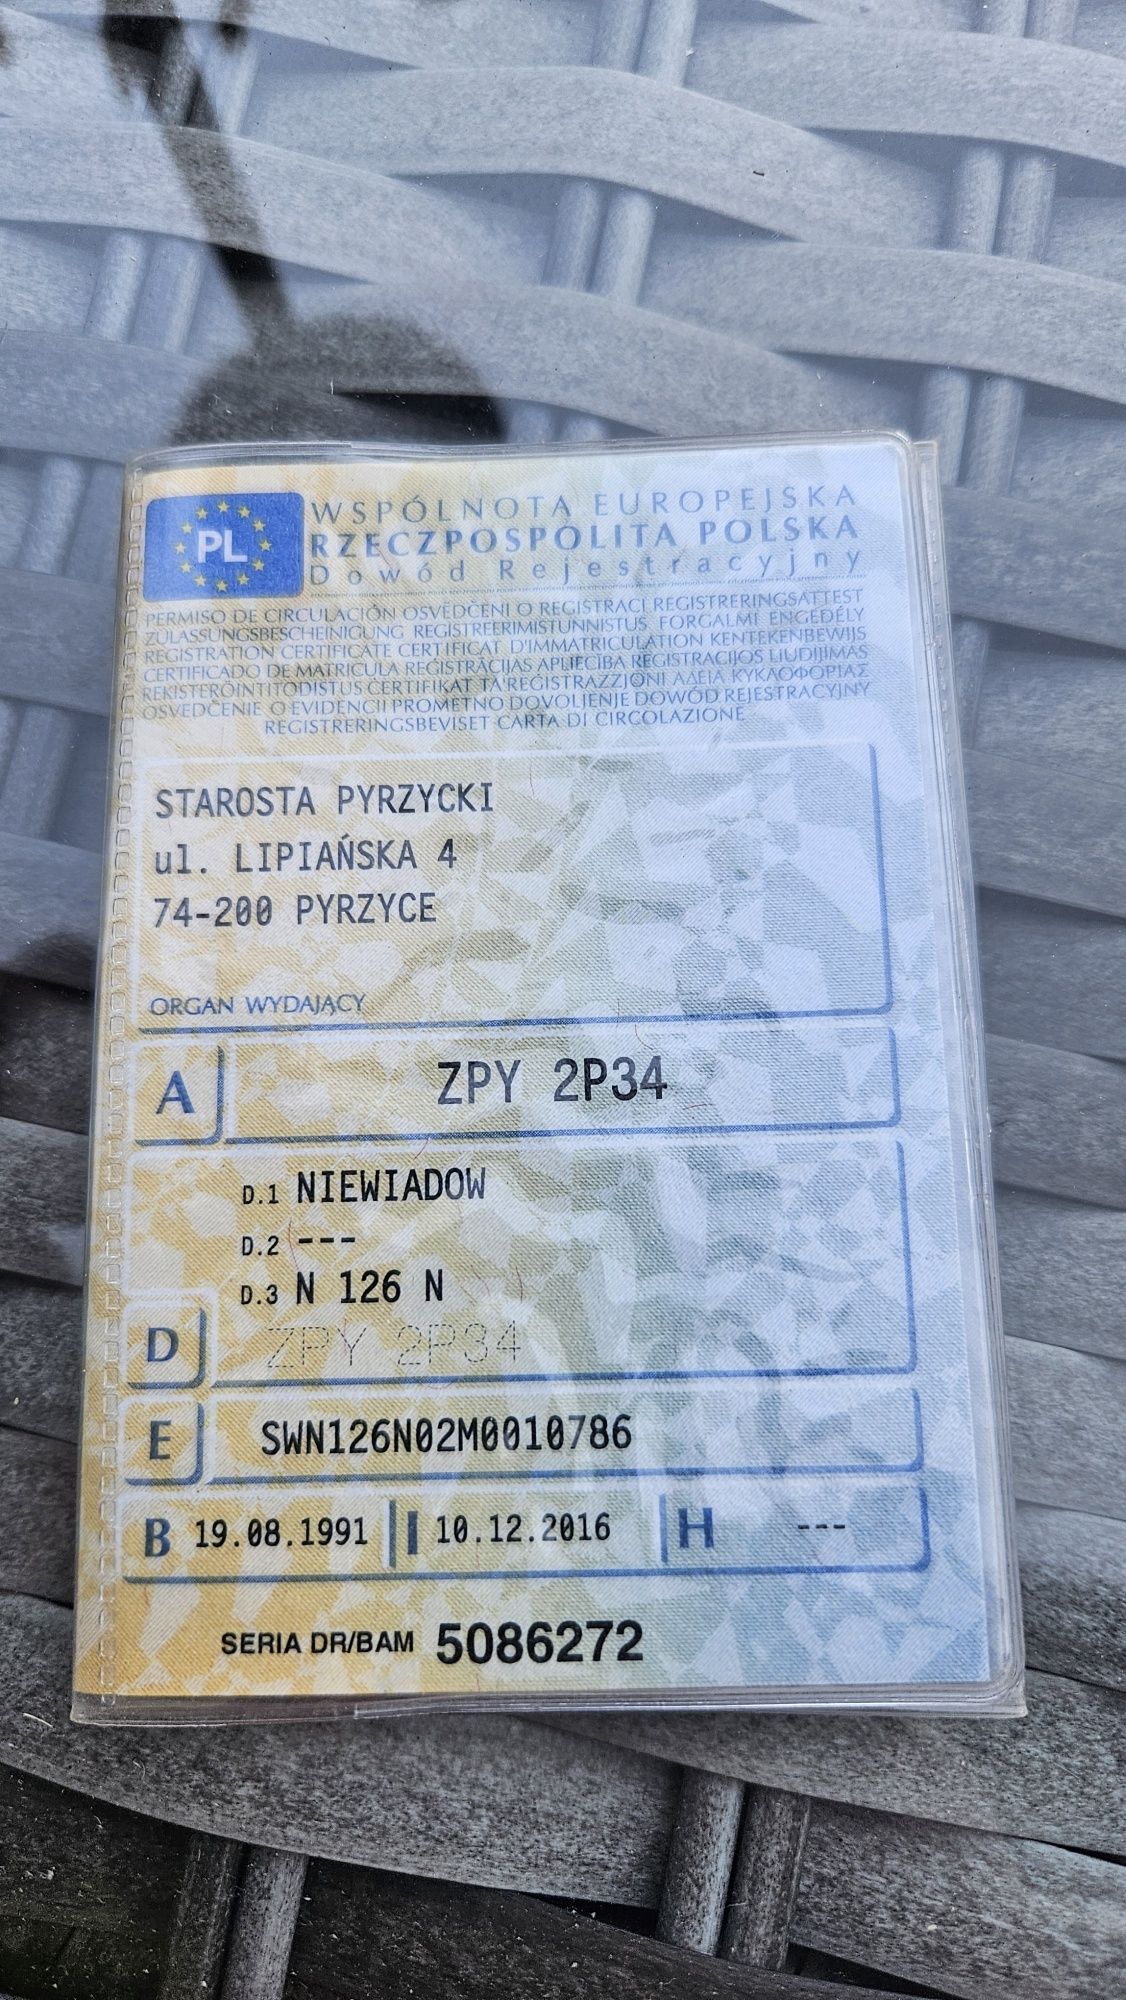 PL
WSPÓLNOTA EUROPEJSKA
RZECZPOSPOLITA POLSKA
Dowód Rejestracyjny
PERMISO DE CIRCULACIÓN OSVĚDČENÍ O REGISTRACI REGISTRERINGSATTEST
ZULASSUNGSBESCHEINIGUNG REGISTREERIMISTUNNISTUS FORGALMI ENGEDÉLY
REGISTRATION CERTIFICATE CERTIFICAT D'IMMATRICULATION KENTEKENBEWIJS
CERTIFICADO DE MATRICULA REĢISTRĀCIJAS APLIECĪBA REGISTRACIJOS LIUDIJIMAS
REKISTERÖINTITODISTUS ĊERTIFIKAT TA'REĠISTRAZZJONI ΑΔΕΙΑ ΚΥΚΛΟΦΟΡΙΑΣ
OSVEDČENIE O EVIDENCII PROMETNO DOVOLJENJE DOWÓD REJESTRACYJNY
REGISTRERINGSBEVISET CARTA DI CIRCOLAZIONE
STAROSTA PYRZYCKI
ul. LIPIAŃSKA 4
74-200 PYRZYCE
ORGAN WYDAJĄCY
A ZPY 2P34
D.1 NIEWIADOW
D.2 ---
D.3 N 126 N
D ZPY 2P34
E SWN126N02M0010786
B 19.08.1991 I 10.12.2016 H ---
SERIA DR/BAM 5086272